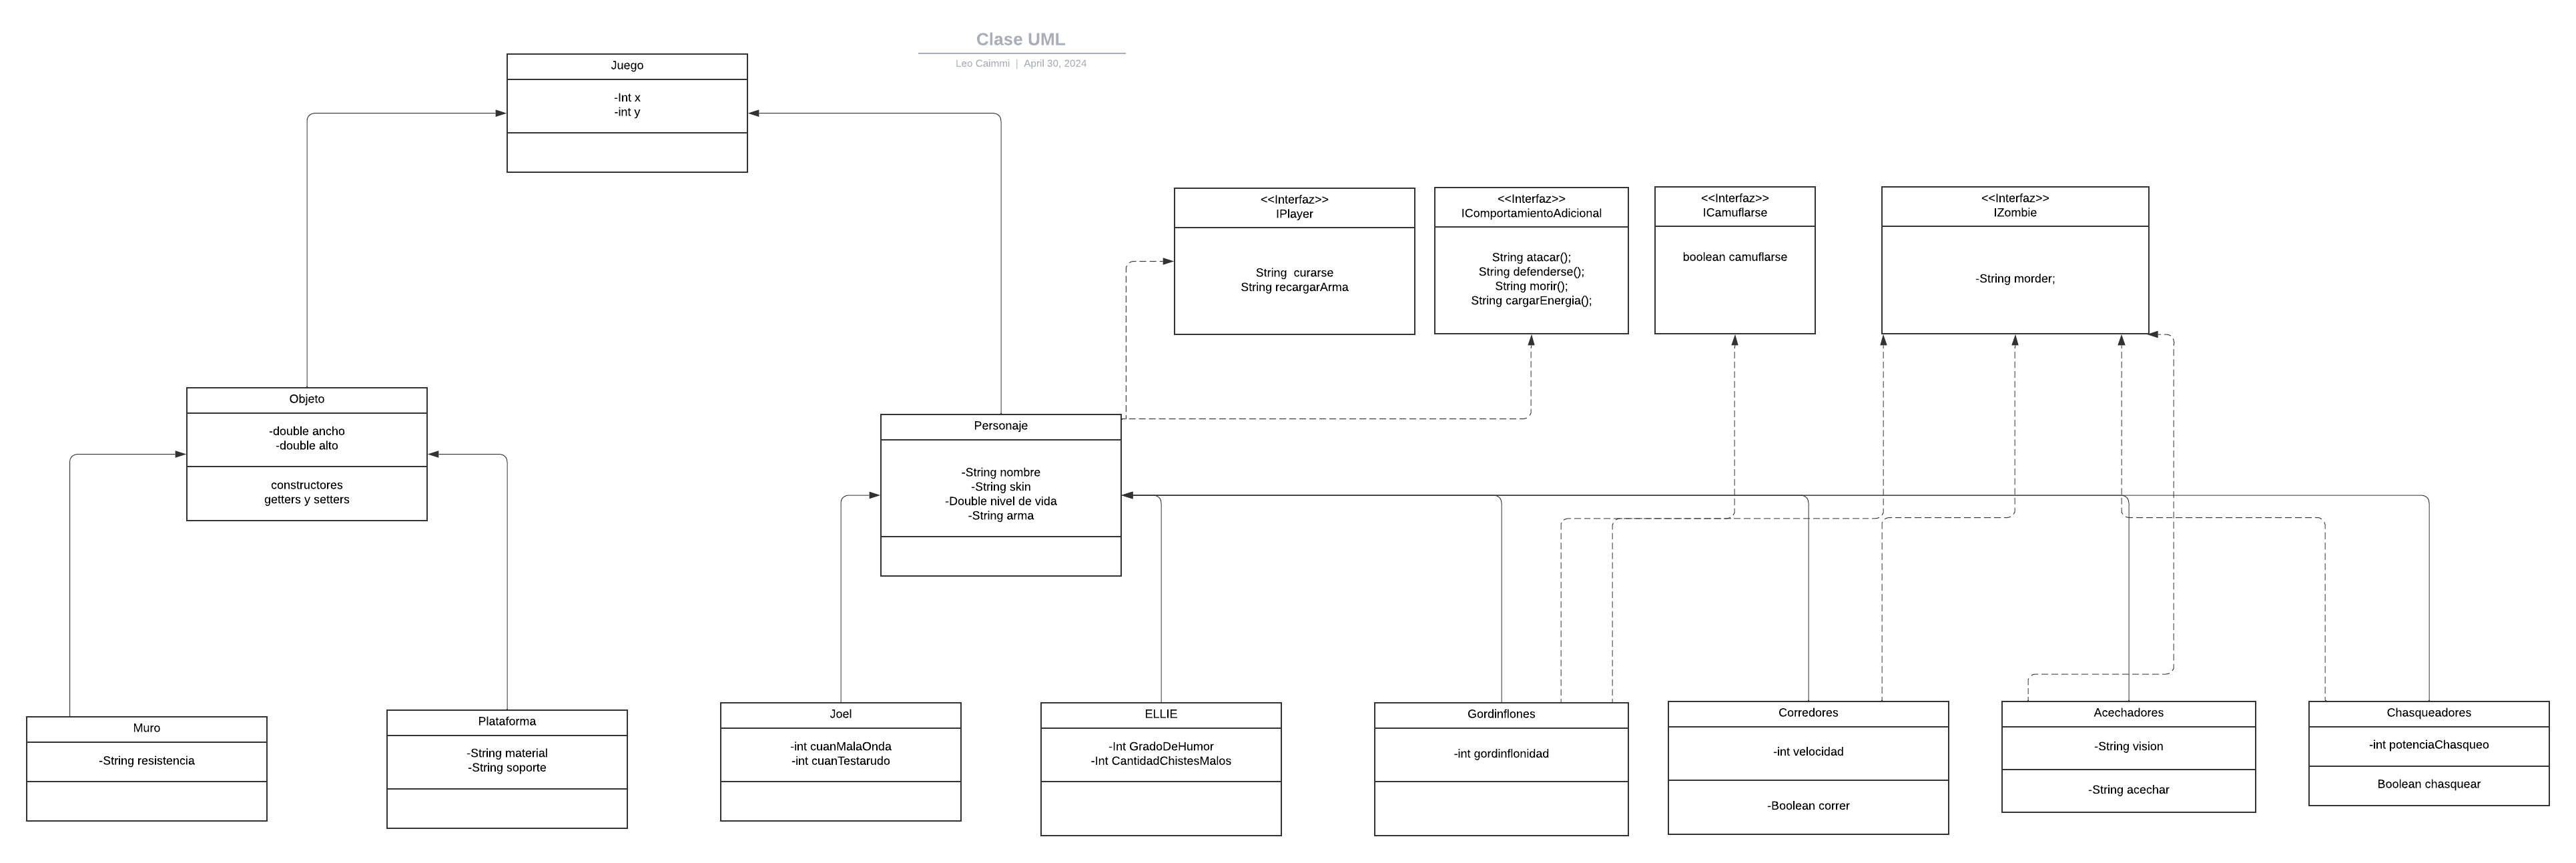 Clase UML
Leo Caimmi | April 30, 2024
Juego
-Int x
-int y
<<Interfaz>>
IPlayer
String  curarse
String recargarArma
<<Interfaz>>
IComportamientoAdicional
String atacar();
String defenderse();
String morir();
String cargarEnergia();
<<Interfaz>>
ICamuflarse
boolean camuflarse
<<Interfaz>>
IZombie
-String morder;
Objeto
-double ancho
-double alto
constructores
getters y setters
Personaje
-String nombre
-String skin
-Double nivel de vida
-String arma
Muro
-String resistencia
Plataforma
-String material
-String soporte
Joel
-int cuanMalaOnda
-int cuanTestarudo
ELLIE
-Int GradoDeHumor
-Int CantidadChistesMalos
Gordinflones
-int gordinflonidad
Corredores
-int velocidad
-Boolean correr
Acechadores
-String vision
-String acechar
Chasqueadores
-int potenciaChasqueo
Boolean chasquear